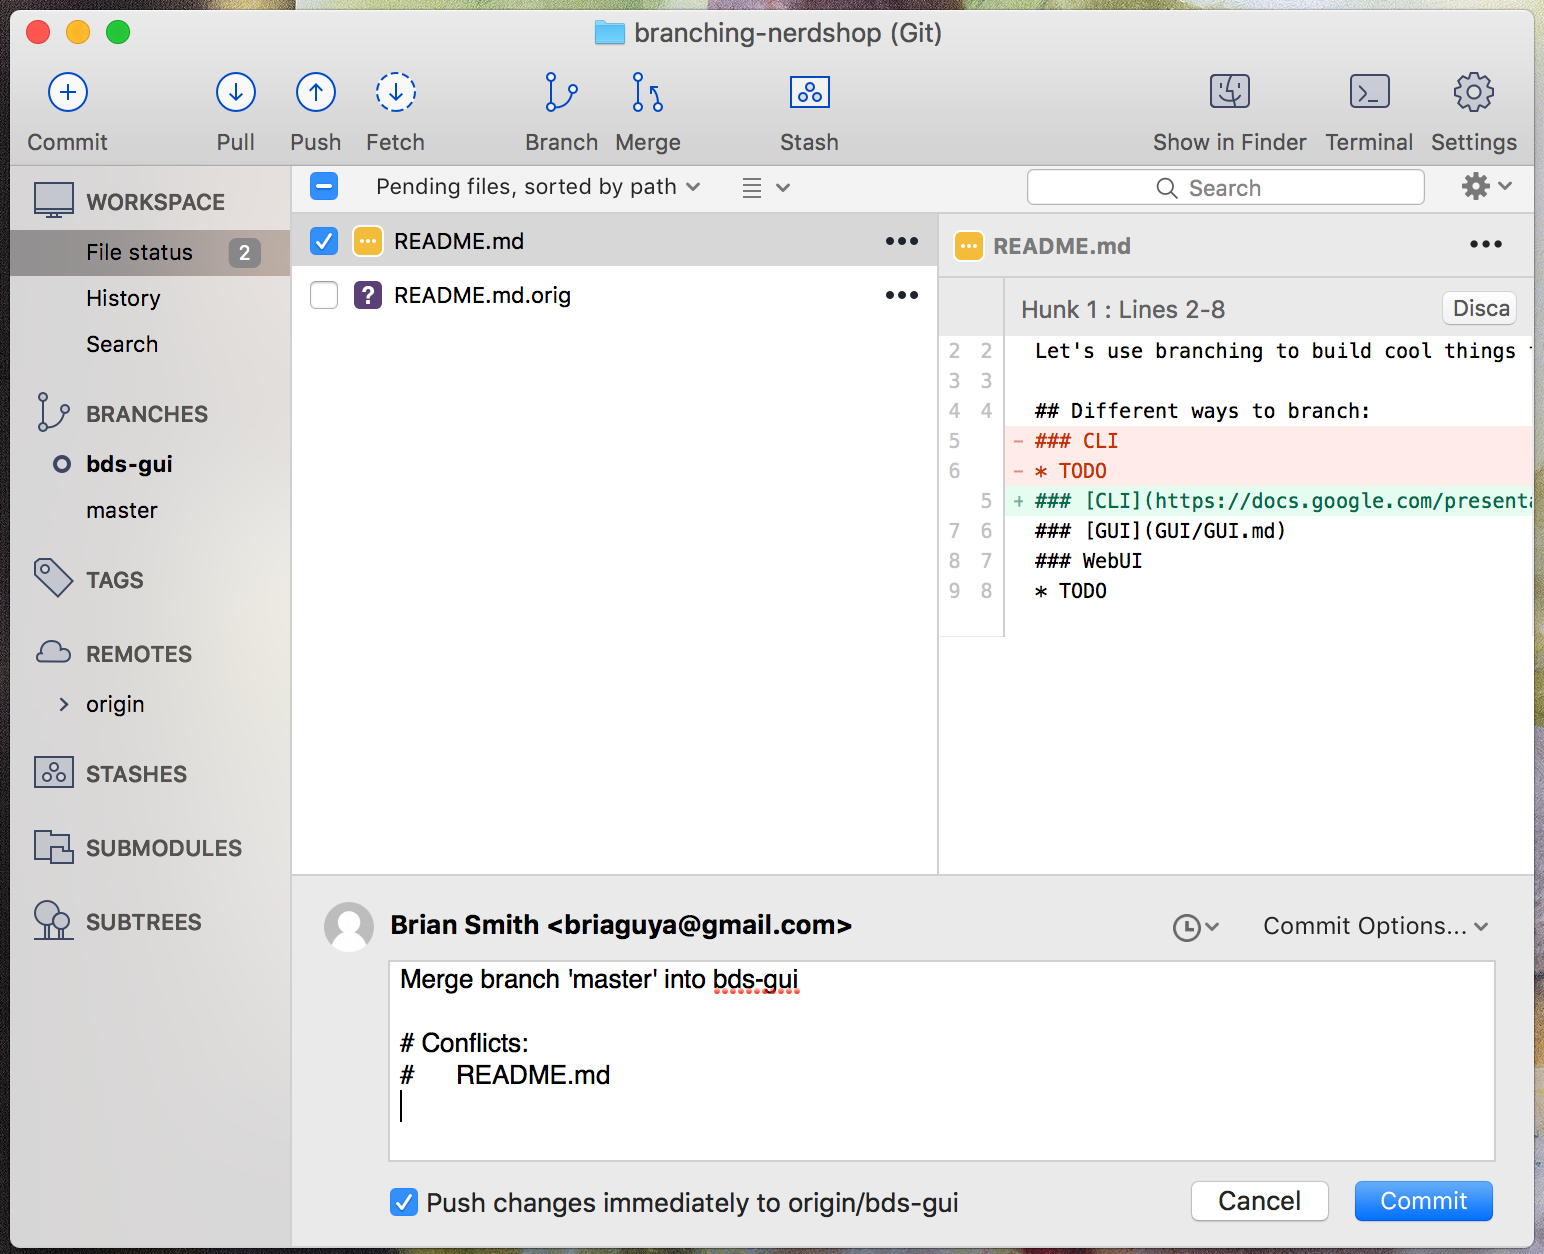 branching-nerdshop (Git)
Commit Pull Push Fetch Branch Merge Stash Show in Finder Terminal Settings
WORKSPACE
File status 2
History
Search
BRANCHES
bds-gui
master
TAGS
REMOTES
origin
STASHES
SUBMODULES
SUBTREES
Pending files, sorted by path
Search
README.md
README.md.orig
README.md
Hunk 1 : Lines 2-8
Disca
2 2 Let's use branching to build cool things
3 3
4 4 ## Different ways to branch:
5 - ### CLI
6 - * TODO
5 + ### [CLI](https://docs.google.com/present
7 6 ### [GUI](GUI/GUI.md)
8 7 ### WebUI
9 8 * TODO
Brian Smith <briaguya@gmail.com>
Commit Options...
Merge branch 'master' into bds-gui
# Conflicts:
# README.md
Push changes immediately to origin/bds-gui
Cancel
Commit